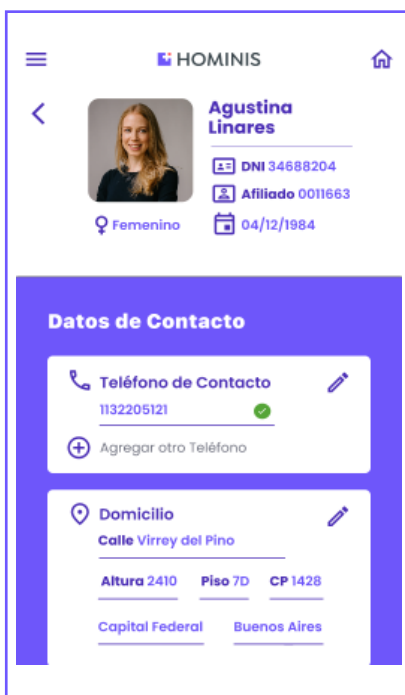 HOMINIS
Agustina
Linares
DNI 34688204
Afiliado 0011663
Femenino
04/12/1984
Datos de Contacto
Teléfono de Contacto
1132205121
Agregar otro Teléfono
Domicilio
Calle Virrey del Pino
Altura 2410 Piso 7D CP 1428
Capital Federal Buenos Aires